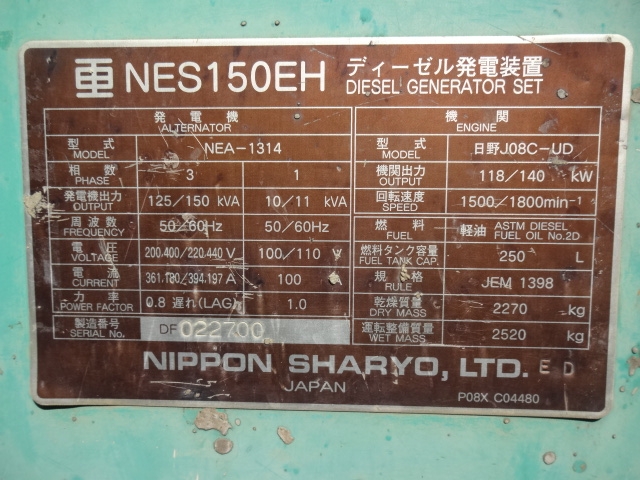 NES150EH ディーゼル発電装置
DIESEL GENERATOR SET
発電機
ALTERNATOR
型式 MODEL NEA-1314
相数 PHASE 3 1
発電機出力 OUTPUT 125/150 kVA 10/11 kVA
周波数 FREQUENCY 50/60Hz 50/60Hz
電圧 VOLTAGE 200.400/220.440 V 100/110 V
電流 CURRENT 361.180/394.197 A 100 A
力率 POWER FACTOR 0.8 遅れ(LAG) 1.0
製造番号 SERIAL No. DF 022700
機関
ENGINE
型式 MODEL 日野J08C-UD
機関出力 OUTPUT 118/140 kW
回転速度 SPEED 1500/1800min⁻¹
燃料 FUEL 軽油 ASTM DIESEL FUEL OIL No.2D
燃料タンク容量 FUEL TANK CAP. 250 L
規格 RULE JEM 1398
乾燥質量 DRY MASS 2270 kg
運転整備質量 WET MASS 2520 kg
NIPPON SHARYO, LTD. E D
JAPAN
P08X C04480